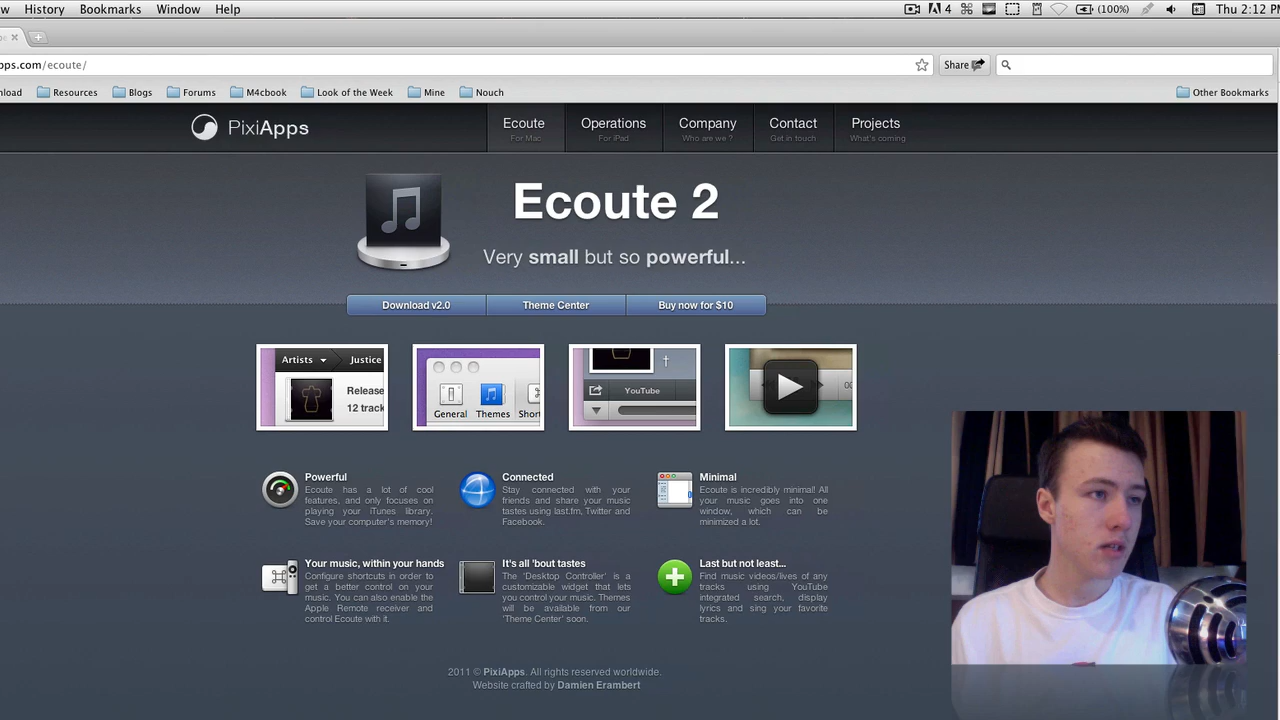 w History Bookmarks Window Help 4 (100%) Thu 2:12 P
pps.com/ecoute/ Share
nload Resources Blogs Forums M4cbook Look of the Week Mine Nouch Other Bookmarks
PixiApps
Ecoute
For Mac
Operations
For iPad
Company
Who are we ?
Contact
Get in touch
Projects
What's coming
Ecoute 2
Very small but so powerful...
Download v2.0 Theme Center Buy now for $10
Artists Justice
Release
12 track
General Themes Short
YouTube
00
Powerful
Ecoute has a lot of cool
features, and only focuses on
playing your iTunes library.
Save your computer's memory!
Connected
Stay connected with your
friends and share your music
tastes using last.fm, Twitter and
Facebook.
Minimal
Ecoute is incredibly minimal! All
your music goes into one
window, which can be
minimized a lot.
Your music, within your hands
Configure shortcuts in order to
get a better control on your
music. You can also enable the
Apple Remote receiver and
control Ecoute with it.
It's all 'bout tastes
The 'Desktop Controller' is a
customizable widget that lets
you control your music. Themes
will be available from our
'Theme Center' soon.
Last but not least...
Find music videos/lives of any
tracks using YouTube
integrated search, display
lyrics and sing your favorite
tracks.
2011 © PixiApps. All rights reserved worldwide.
Website crafted by Damien Erambert